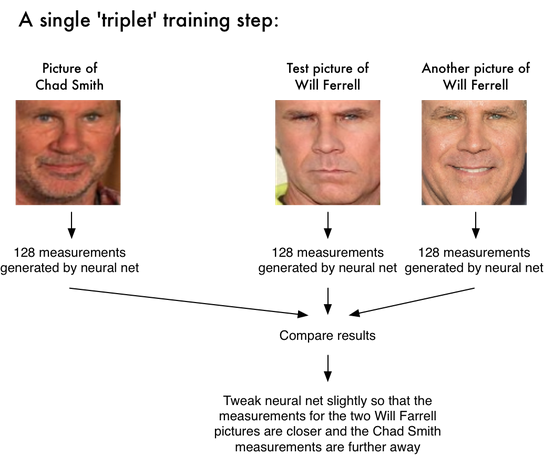 A single 'triplet' training step:
Picture of
Chad Smith
Test picture of
Will Ferrell
Another picture of
Will Ferrell
128 measurements
generated by neural net
128 measurements
generated by neural net
128 measurements
generated by neural net
Compare results
Tweak neural net slightly so that the
measurements for the two Will Farrell
pictures are closer and the Chad Smith
measurements are further away